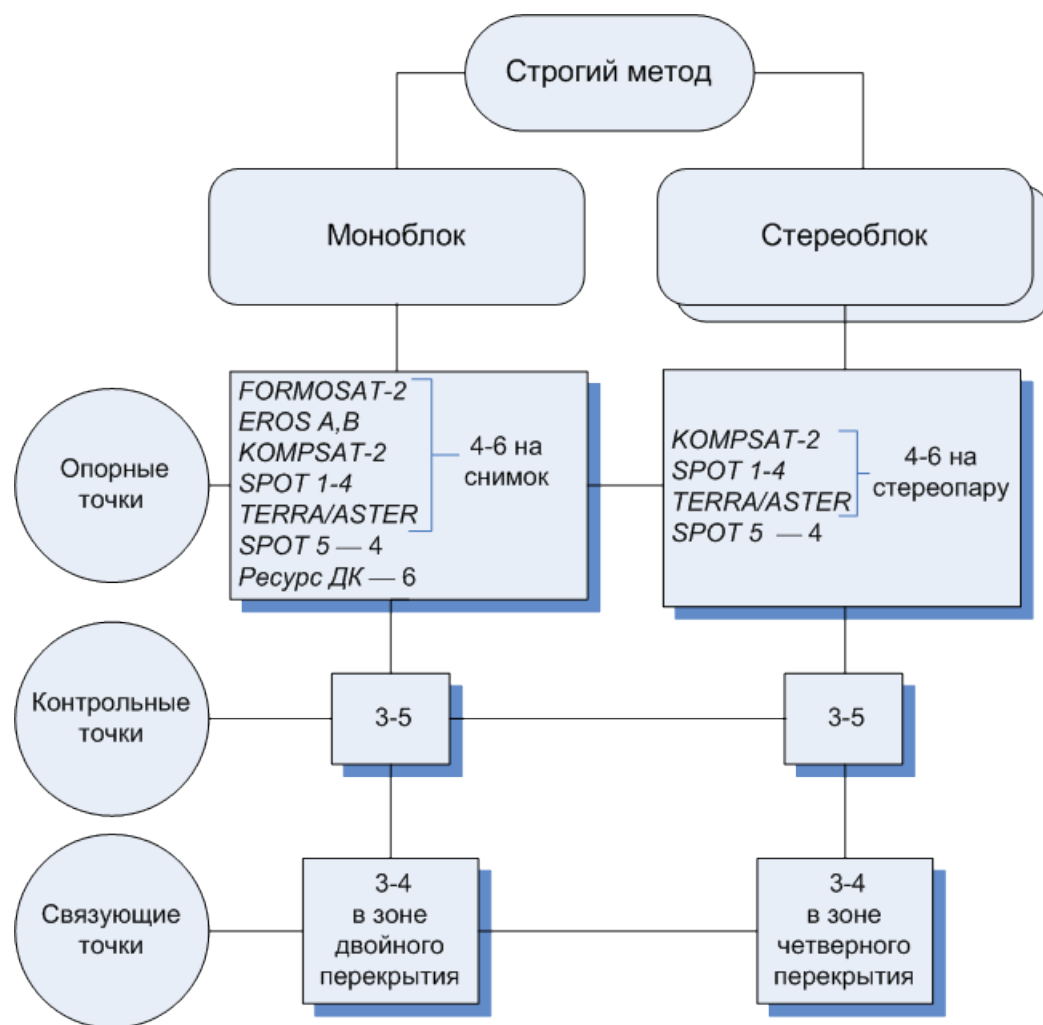 Строгий метод
Моноблок
Стереоблок
Опорные
точки
FORMOSAT-2
EROS A,B
KOMPSAT-2
SPOT 1-4
TERRA/ASTER
SPOT 5 — 4
Ресурс ДК — 6
4-6 на
снимок
KOMPSAT-2
SPOT 1-4
TERRA/ASTER
SPOT 5 — 4
4-6 на
стереопару
Контрольные
точки
3-5
3-5
Связующие
точки
3-4
в зоне
двойного
перекрытия
3-4
в зоне
четверного
перекрытия